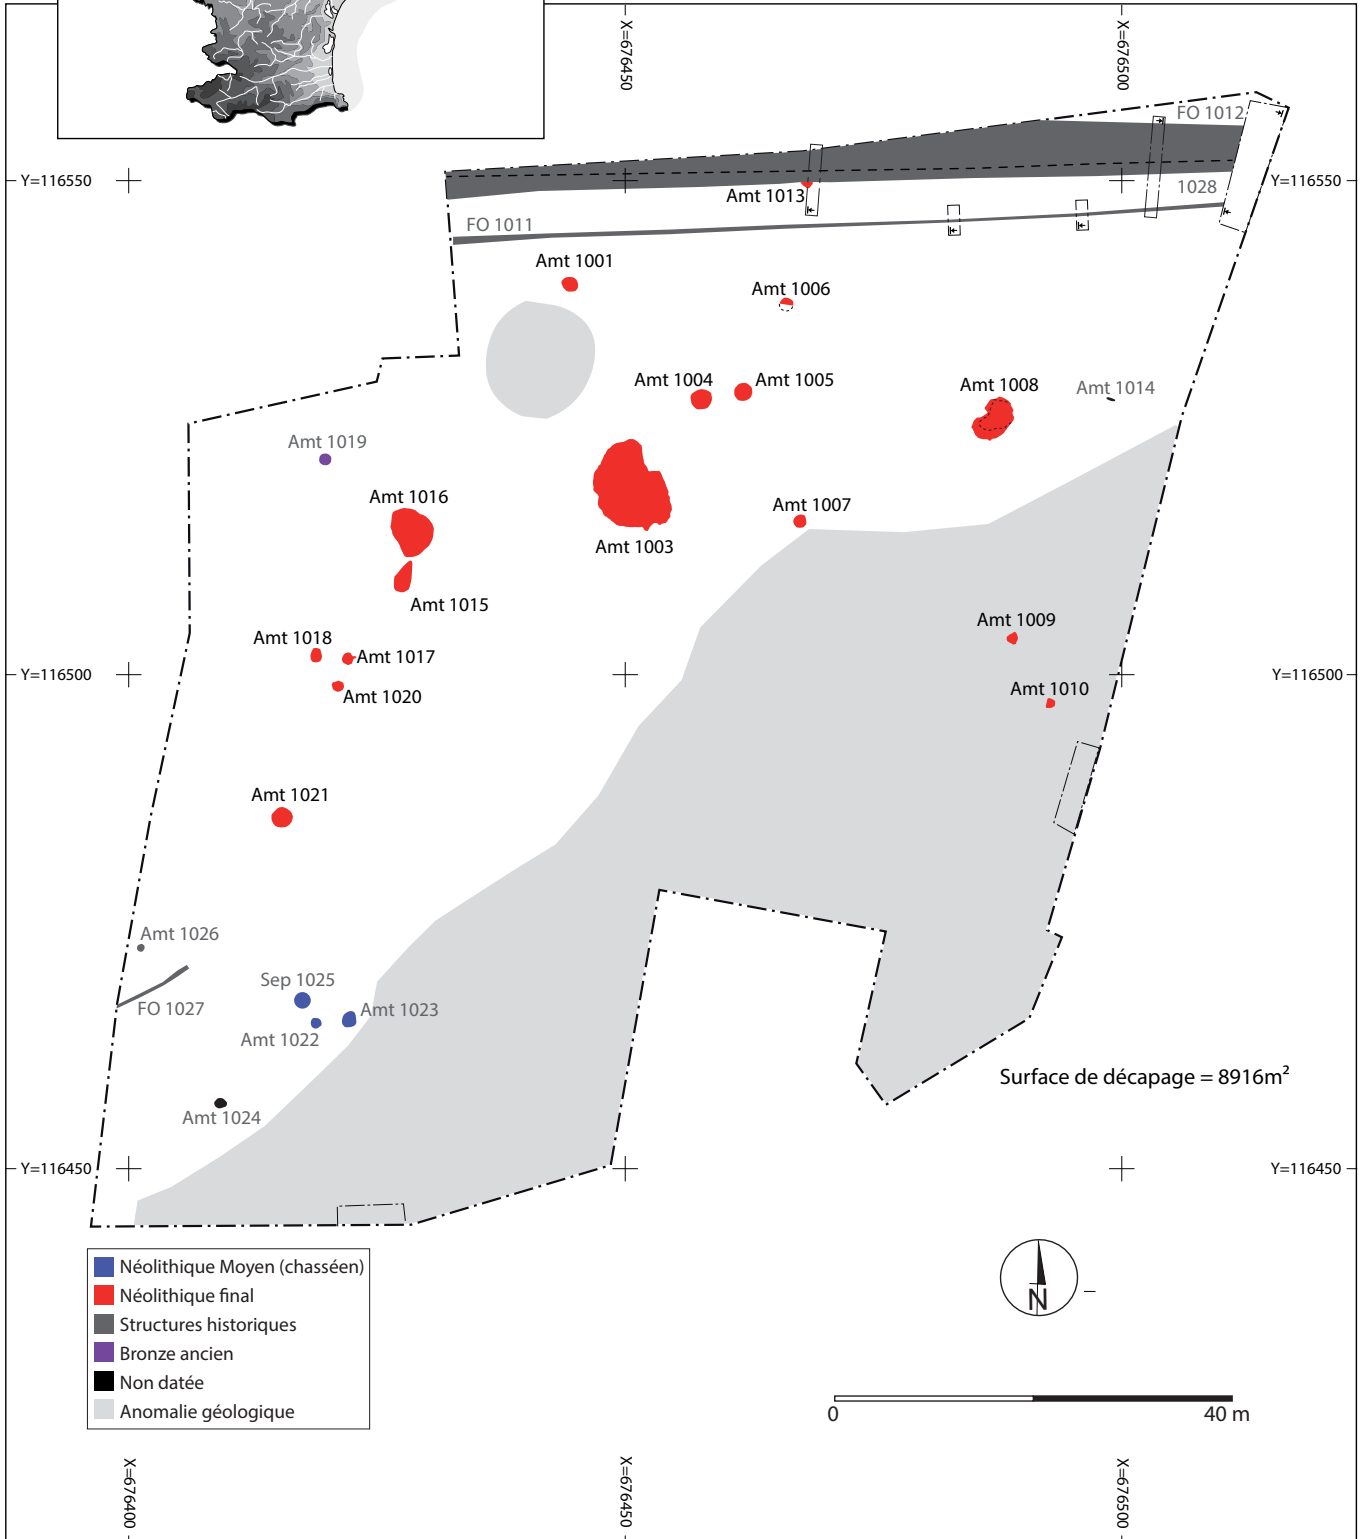 X=676450
X=676500
FO 1012
Y=116550
Y=116550
1028
Amt 1013
FO 1011
Amt 1001
Amt 1006
Amt 1004
Amt 1005
Amt 1008
Amt 1014
Amt 1019
Amt 1016
Amt 1007
Amt 1003
Amt 1015
Amt 1009
Amt 1018
Amt 1017
Y=116500
Y=116500
Amt 1020
Amt 1010
Amt 1021
Amt 1026
Sep 1025
FO 1027
Amt 1023
Amt 1022
Surface de décapage = 8916m²
Amt 1024
Y=116450
Y=116450
Néolithique Moyen (chasséen)
Néolithique final
Structures historiques
Bronze ancien
Non datée
Anomalie géologique
N
0
40 m
X=676400
X=676450
X=676500